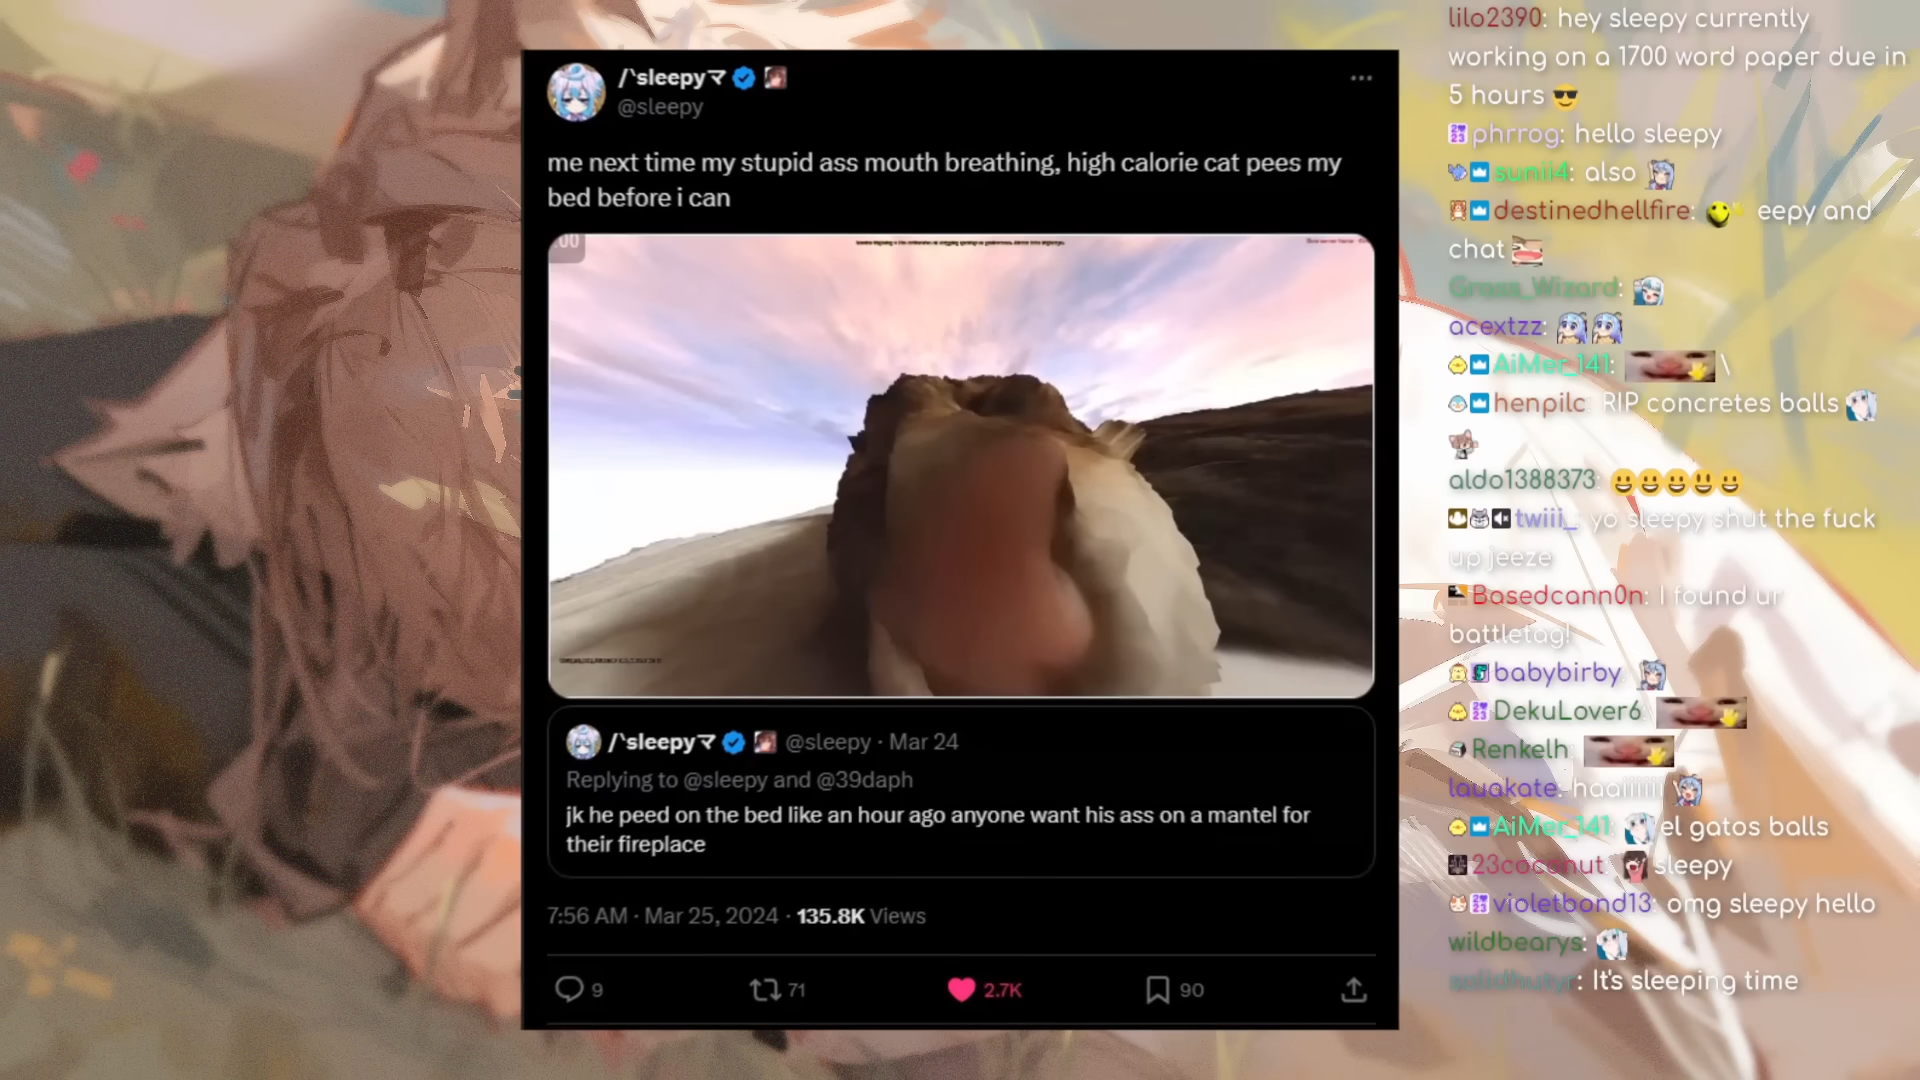 /'sleepyマ
@sleepy
me next time my stupid ass mouth breathing, high calorie cat pees my
bed before i can
:00
/'sleepyマ @sleepy · Mar 24
Replying to @sleepy and @39daph
jk he peed on the bed like an hour ago anyone want his ass on a mantel for
their fireplace
7:56 AM · Mar 25, 2024 · 135.8K Views
9
71
2.7K
90
lilo2390: hey sleepy currently
working on a 1700 word paper due in
5 hours 😎
phrrog: hello sleepy
sunii4: also
destinedhellfire: eepy and
chat
Gross_Wizard:
acextzz:
AiMer_141: \
henpilc: RIP concretes balls
aldo1388373: 😀😀😀😀😀
twiii_: yo sleepy shut the fuck
up jeeze
Basedcann0n: I found ur
battletag!
babybirby:
DekuLover6:
Renkelh:
lauakate: haaiiiiii
AiMer_141: el gatos balls
23coconut: sleepy
violetbond13: omg sleepy hello
wildbearys:
: It's sleeping time